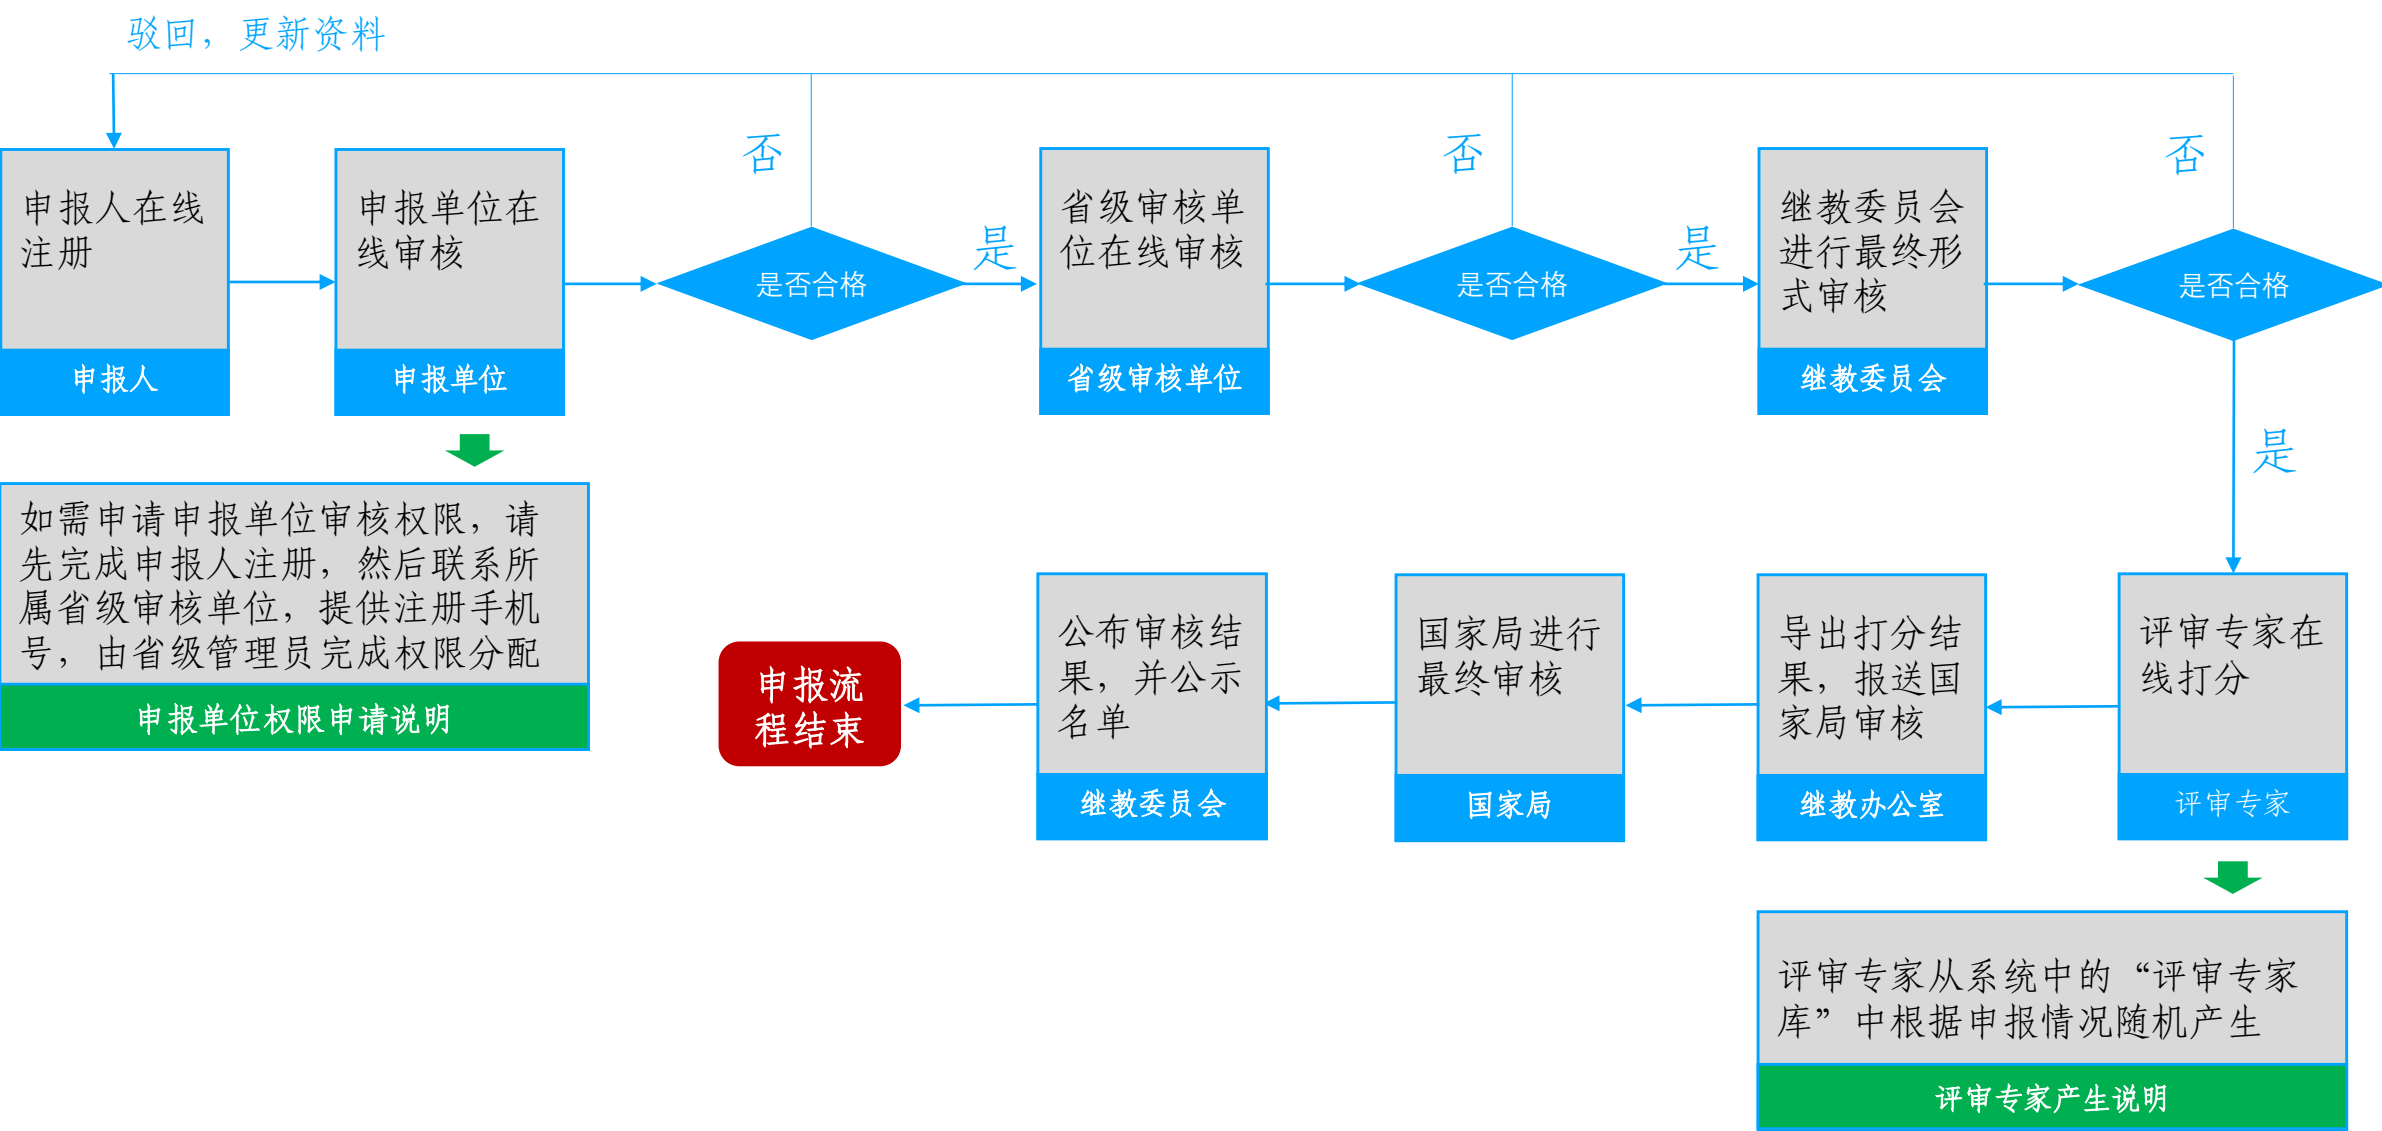 驳回，更新资料
否
否
否
申报人在线
注册
申报人
申报单位在
线审核
申报单位
是否合格
是
省级审核单
位在线审核
省级审核单位
是否合格
是
继教委员会
进行最终形
式审核
继教委员会
是否合格
是
如需申请申报单位审核权限，请
先完成申报人注册，然后联系所
属省级审核单位，提供注册手机
号，由省级管理员完成权限分配
申报单位权限申请说明
申报流
程结束
公布审核结
果，并公示
名单
继教委员会
国家局进行
最终审核
国家局
导出打分结
果，报送国
家局审核
继教办公室
评审专家在
线打分
评审专家
评审专家从系统中的“评审专家
库”中根据申报情况随机产生
评审专家产生说明